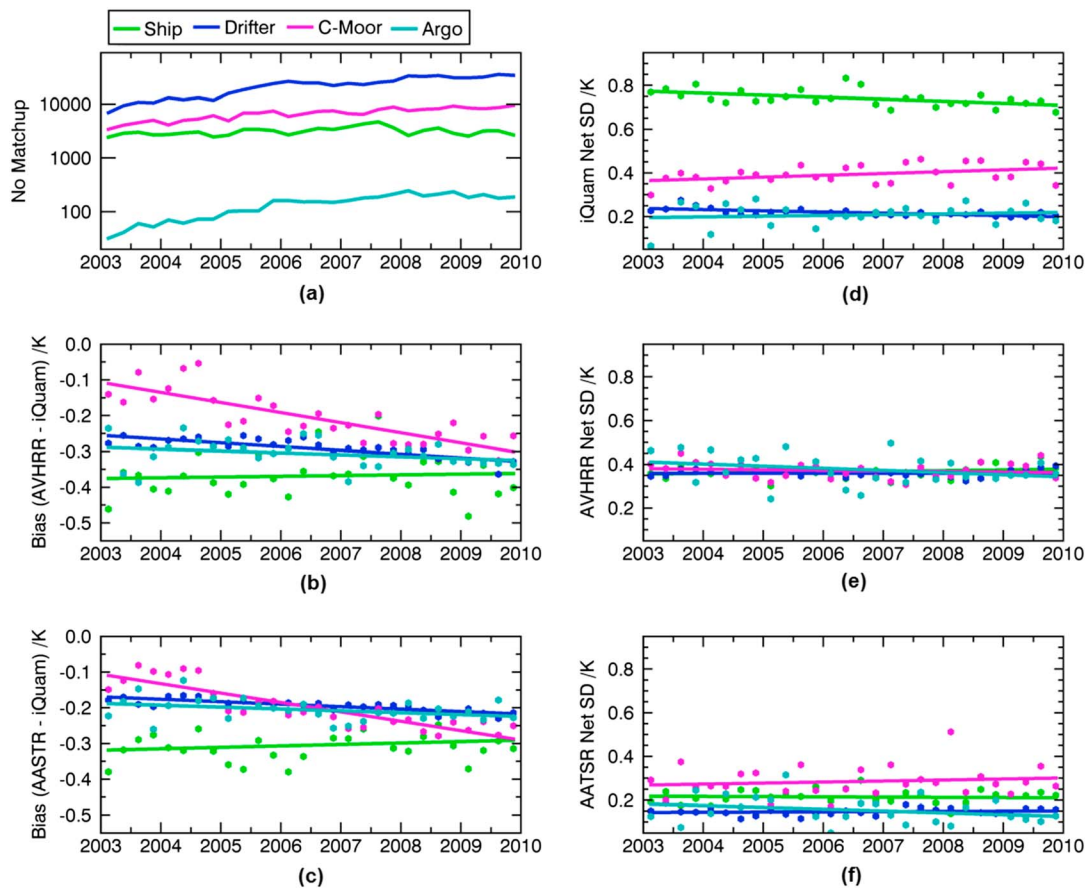 Ship Drifter C-Moor Argo
No Matchup
10000
1000
100
2003 2004 2005 2006 2007 2008 2009 2010
(a)
iQuam Net SD /K
0.8
0.6
0.4
0.2
2003 2004 2005 2006 2007 2008 2009 2010
(d)
Bias (AVHRR - iQuam) /K
0.0
-0.1
-0.2
-0.3
-0.4
-0.5
2003 2004 2005 2006 2007 2008 2009 2010
(b)
AVHRR Net SD /K
0.8
0.6
0.4
0.2
2003 2004 2005 2006 2007 2008 2009 2010
(e)
Bias (AASTR - iQuam) /K
0.0
-0.1
-0.2
-0.3
-0.4
-0.5
2003 2004 2005 2006 2007 2008 2009 2010
(c)
AATSR Net SD /K
0.8
0.6
0.4
0.2
2003 2004 2005 2006 2007 2008 2009 2010
(f)